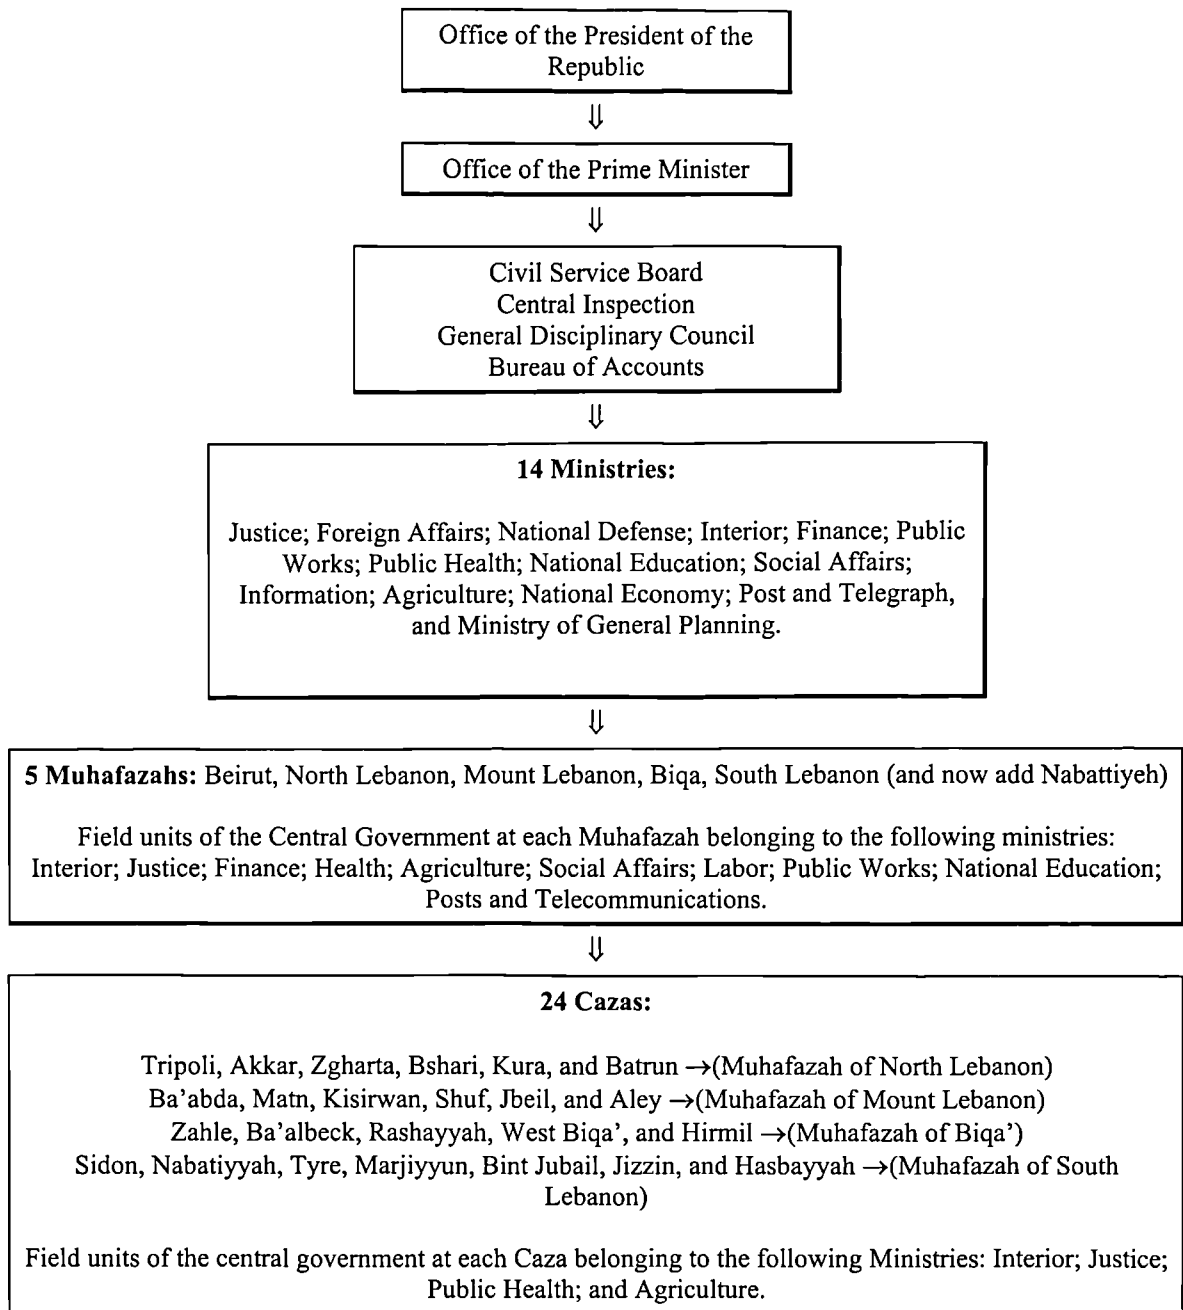 Office of the President of the
Republic
⇓
Office of the Prime Minister
⇓
Civil Service Board
Central Inspection
General Disciplinary Council
Bureau of Accounts
⇓
14 Ministries:
Justice; Foreign Affairs; National Defense; Interior; Finance; Public
Works; Public Health; National Education; Social Affairs;
Information; Agriculture; National Economy; Post and Telegraph,
and Ministry of General Planning.
⇓
5 Muhafazahs: Beirut, North Lebanon, Mount Lebanon, Biqa, South Lebanon (and now add Nabattiyeh)
Field units of the Central Government at each Muhafazah belonging to the following ministries:
Interior; Justice; Finance; Health; Agriculture; Social Affairs; Labor; Public Works; National Education;
Posts and Telecommunications.
⇓
24 Cazas:
Tripoli, Akkar, Zgharta, Bshari, Kura, and Batrun →(Muhafazah of North Lebanon)
Ba'abda, Matn, Kisirwan, Shuf, Jbeil, and Aley →(Muhafazah of Mount Lebanon)
Zahle, Ba'albeck, Rashayyah, West Biqa', and Hirmil →(Muhafazah of Biqa')
Sidon, Nabatiyyah, Tyre, Marjiyyun, Bint Jubail, Jizzin, and Hasbayyah →(Muhafazah of South
Lebanon)
Field units of the central government at each Caza belonging to the following Ministries: Interior; Justice;
Public Health; and Agriculture.